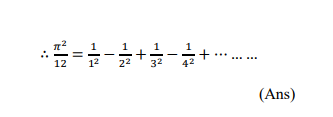 ∴ π²/12 = 1/1² − 1/2² + 1/3² − 1/4² + ⋯ … …
(Ans)